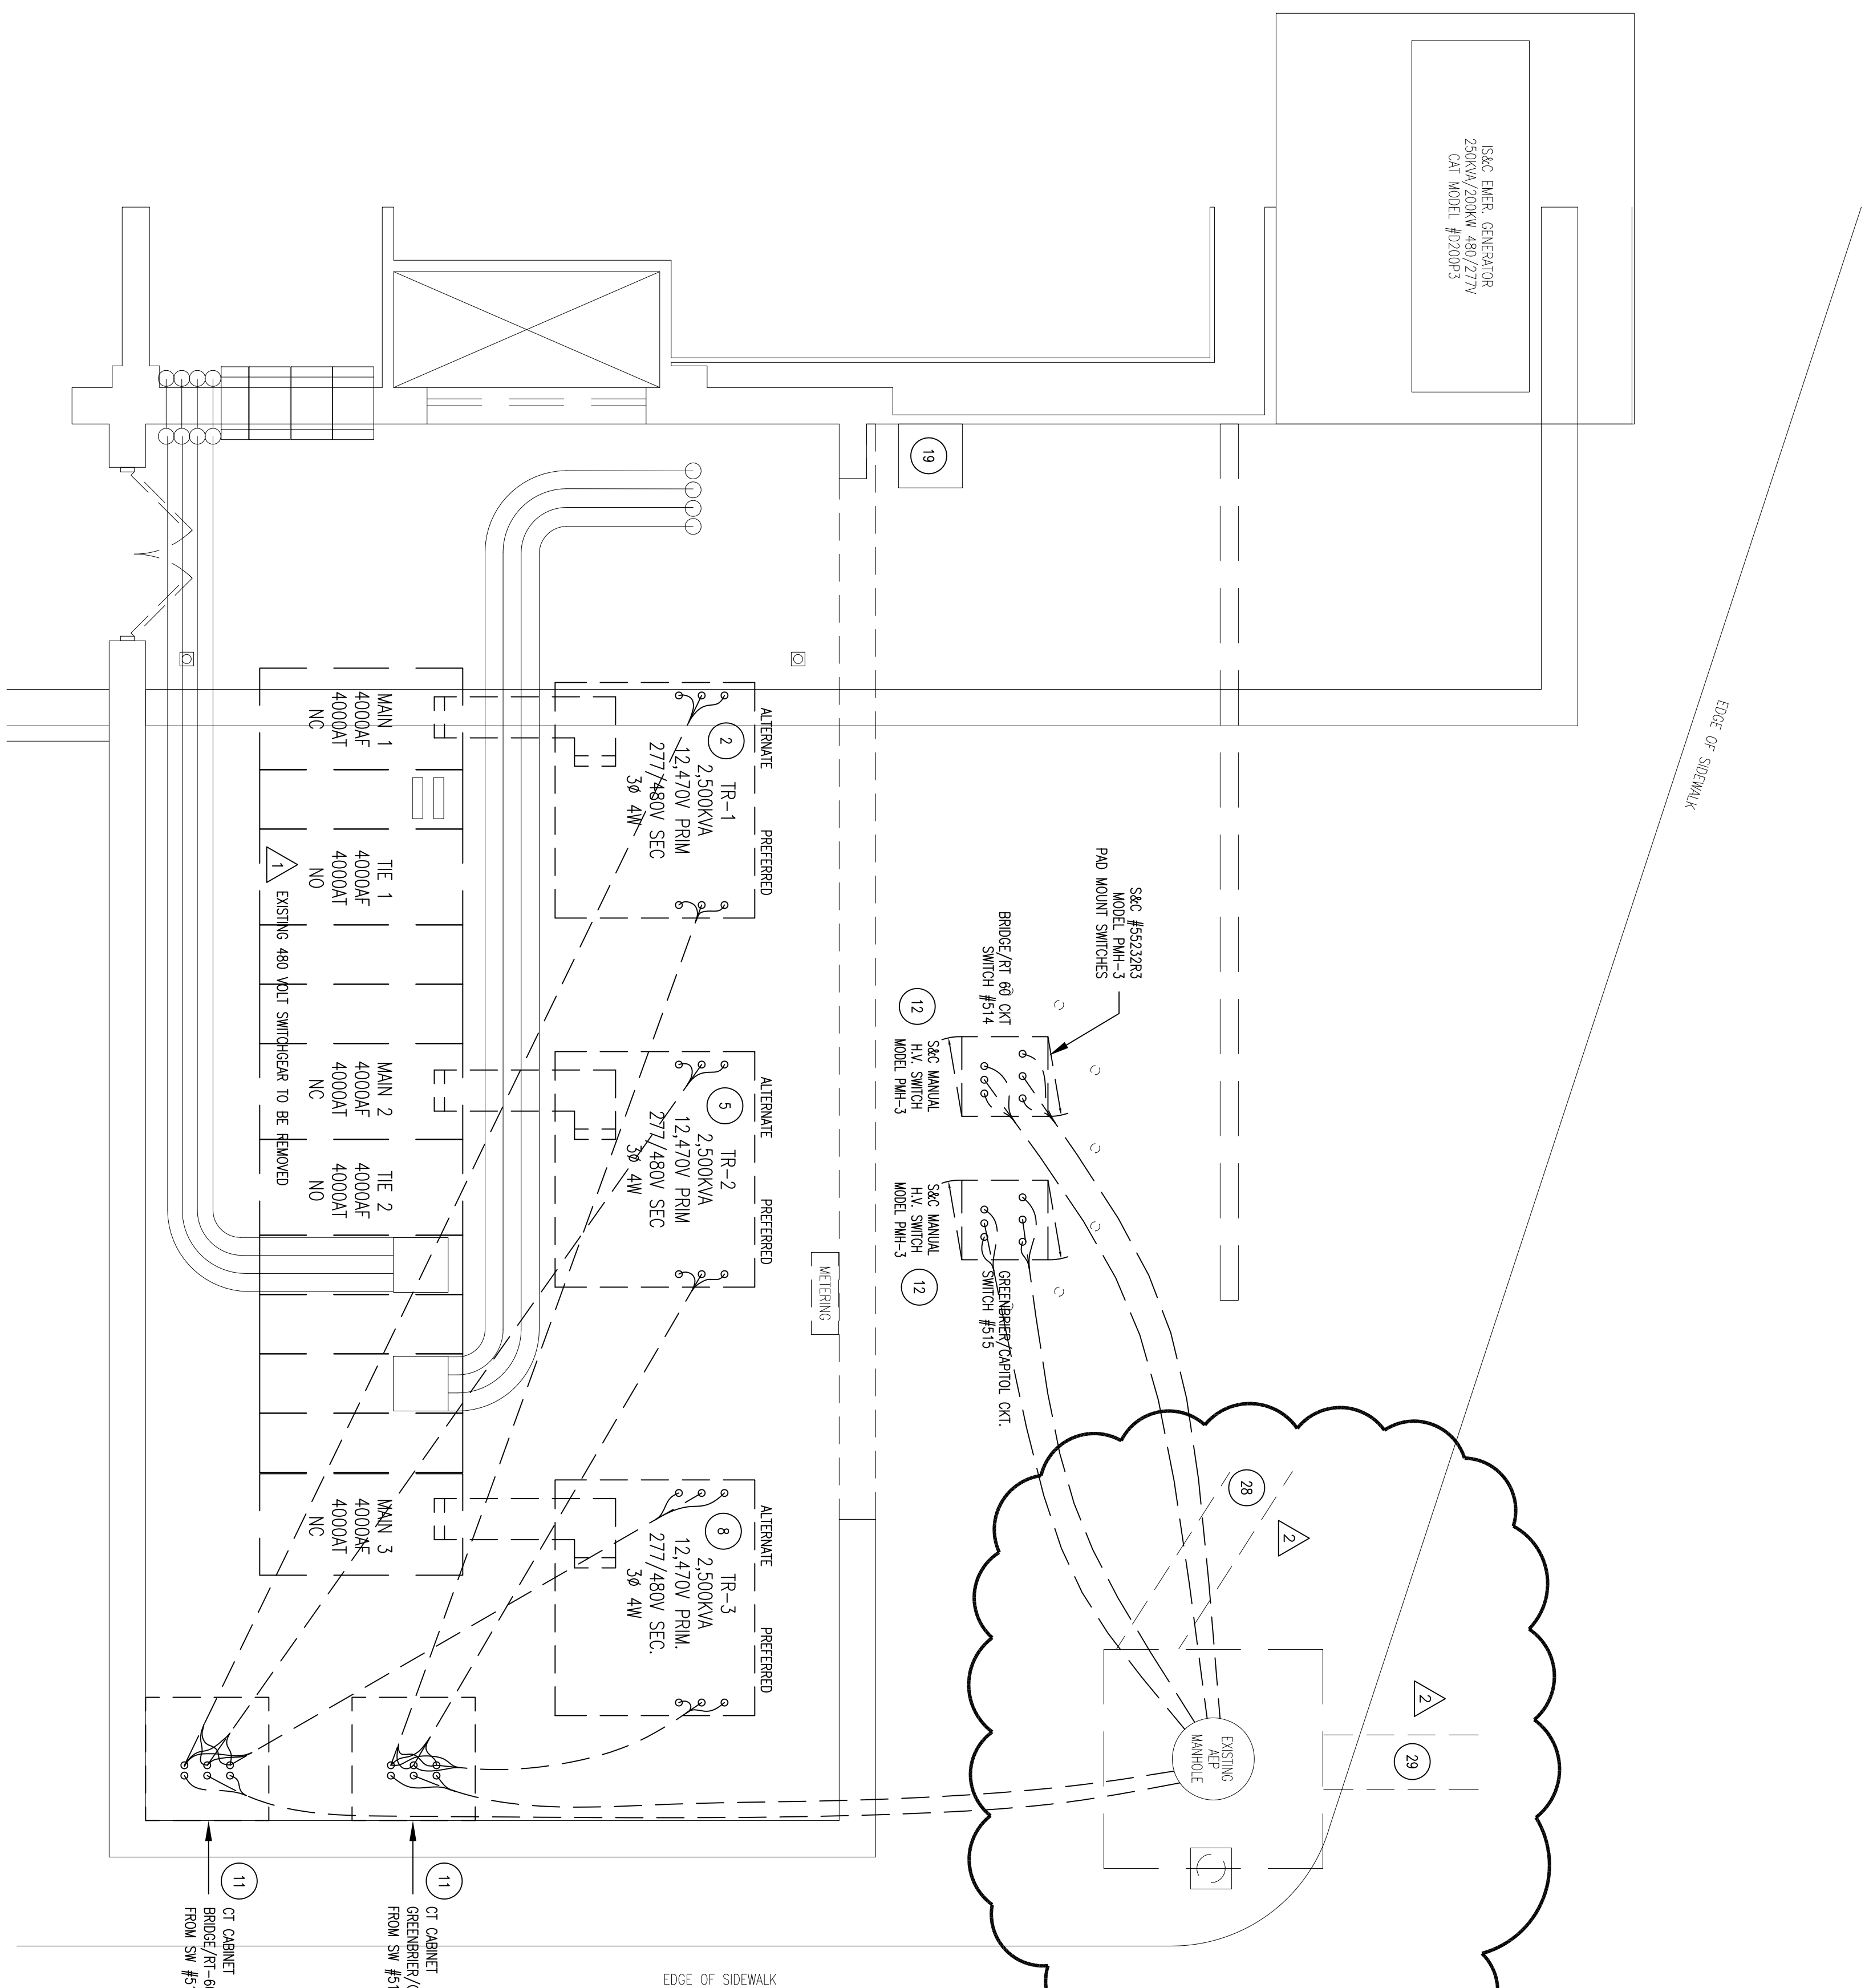 IS&C EMER. GENERATOR
250KVA/200KW 480/277V
CAT MODEL #D200P3
EDGE OF SIDEWALK
19
ALTERNATE
PREFERRED
2
TR-1
2,500KVA
12,470V PRIM
277/480V SEC
3ø 4W
MAIN 1
4000AF
4000AT
NC
TIE 1
4000AF
4000AT
NO
1
EXISTING 480 VOLT SWITCHGEAR TO BE REMOVED
S&C #55232R3
MODEL PMH-3
PAD MOUNT SWITCHES
BRIDGE/RT 60 CKT
SWITCH #514
12
S&C MANUAL
H.V. SWITCH
MODEL PMH-3
ALTERNATE
PREFERRED
5
TR-2
2,500KVA
12,470V PRIM
277/480V SEC
3ø 4W
MAIN 2
4000AF
4000AT
NC
TIE 2
4000AF
4000AT
NO
S&C MANUAL
H.V. SWITCH
MODEL PMH-3
12
GREENBRIER/CAPITOL CKT.
SWITCH #515
METERING
ALTERNATE
PREFERRED
8
TR-3
2,500KVA
12,470V PRIM.
277/480V SEC.
3ø 4W
MAIN 3
4000AF
4000AT
NC
28
2
2
29
EXISTING
AEP
MANHOLE
11
CT CABINET
GREENBRIER/
FROM SW
11
CT CABINET
FROM SW
EDGE OF SIDEWALK